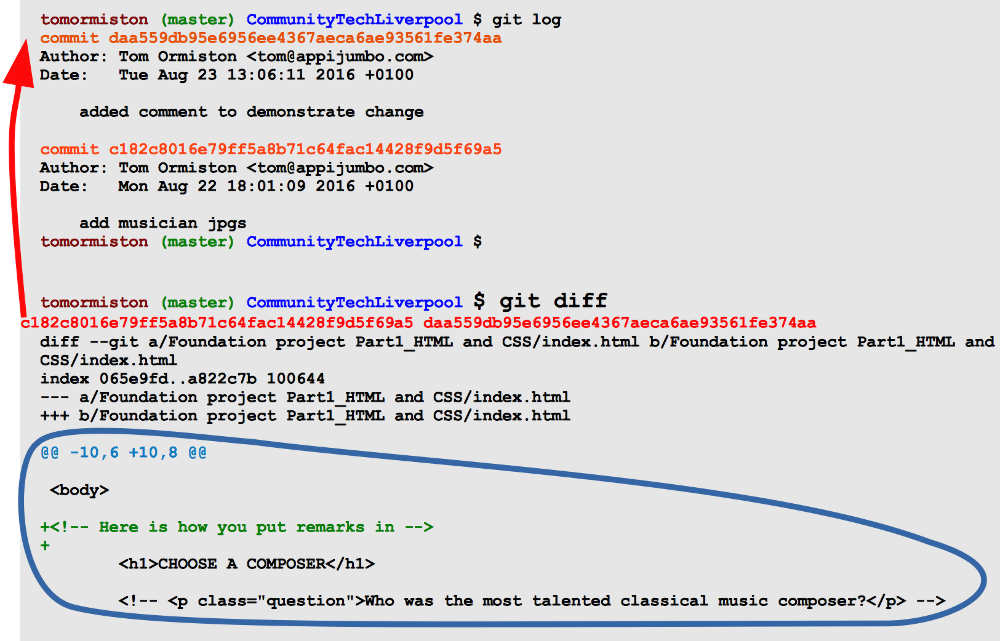 tomormiston (master) CommunityTechLiverpool $ git log
commit daa559db95e6956ee4367aeca6ae93561fe374aa
Author: Tom Ormiston <tom@appijumbo.com>
Date:   Tue Aug 23 13:06:11 2016 +0100
added comment to demonstrate change
commit c182c8016e79ff5a8b71c64fac14428f9d5f69a5
Author: Tom Ormiston <tom@appijumbo.com>
Date:   Mon Aug 22 18:01:09 2016 +0100
add musician jpgs
tomormiston (master) CommunityTechLiverpool $
tomormiston (master) CommunityTechLiverpool $ git diff
c182c8016e79ff5a8b71c64fac14428f9d5f69a5 daa559db95e6956ee4367aeca6ae93561fe374aa
diff --git a/Foundation project Part1_HTML and CSS/index.html b/Foundation project Part1_HTML and
CSS/index.html
index 065e9fd..a822c7b 100644
--- a/Foundation project Part1_HTML and CSS/index.html
+++ b/Foundation project Part1_HTML and CSS/index.html
@@ -10,6 +10,8 @@
<body>
+<!-- Here is how you put remarks in -->
+
<h1>CHOOSE A COMPOSER</h1>
<!-- <p class="question">Who was the most talented classical music composer?</p> -->